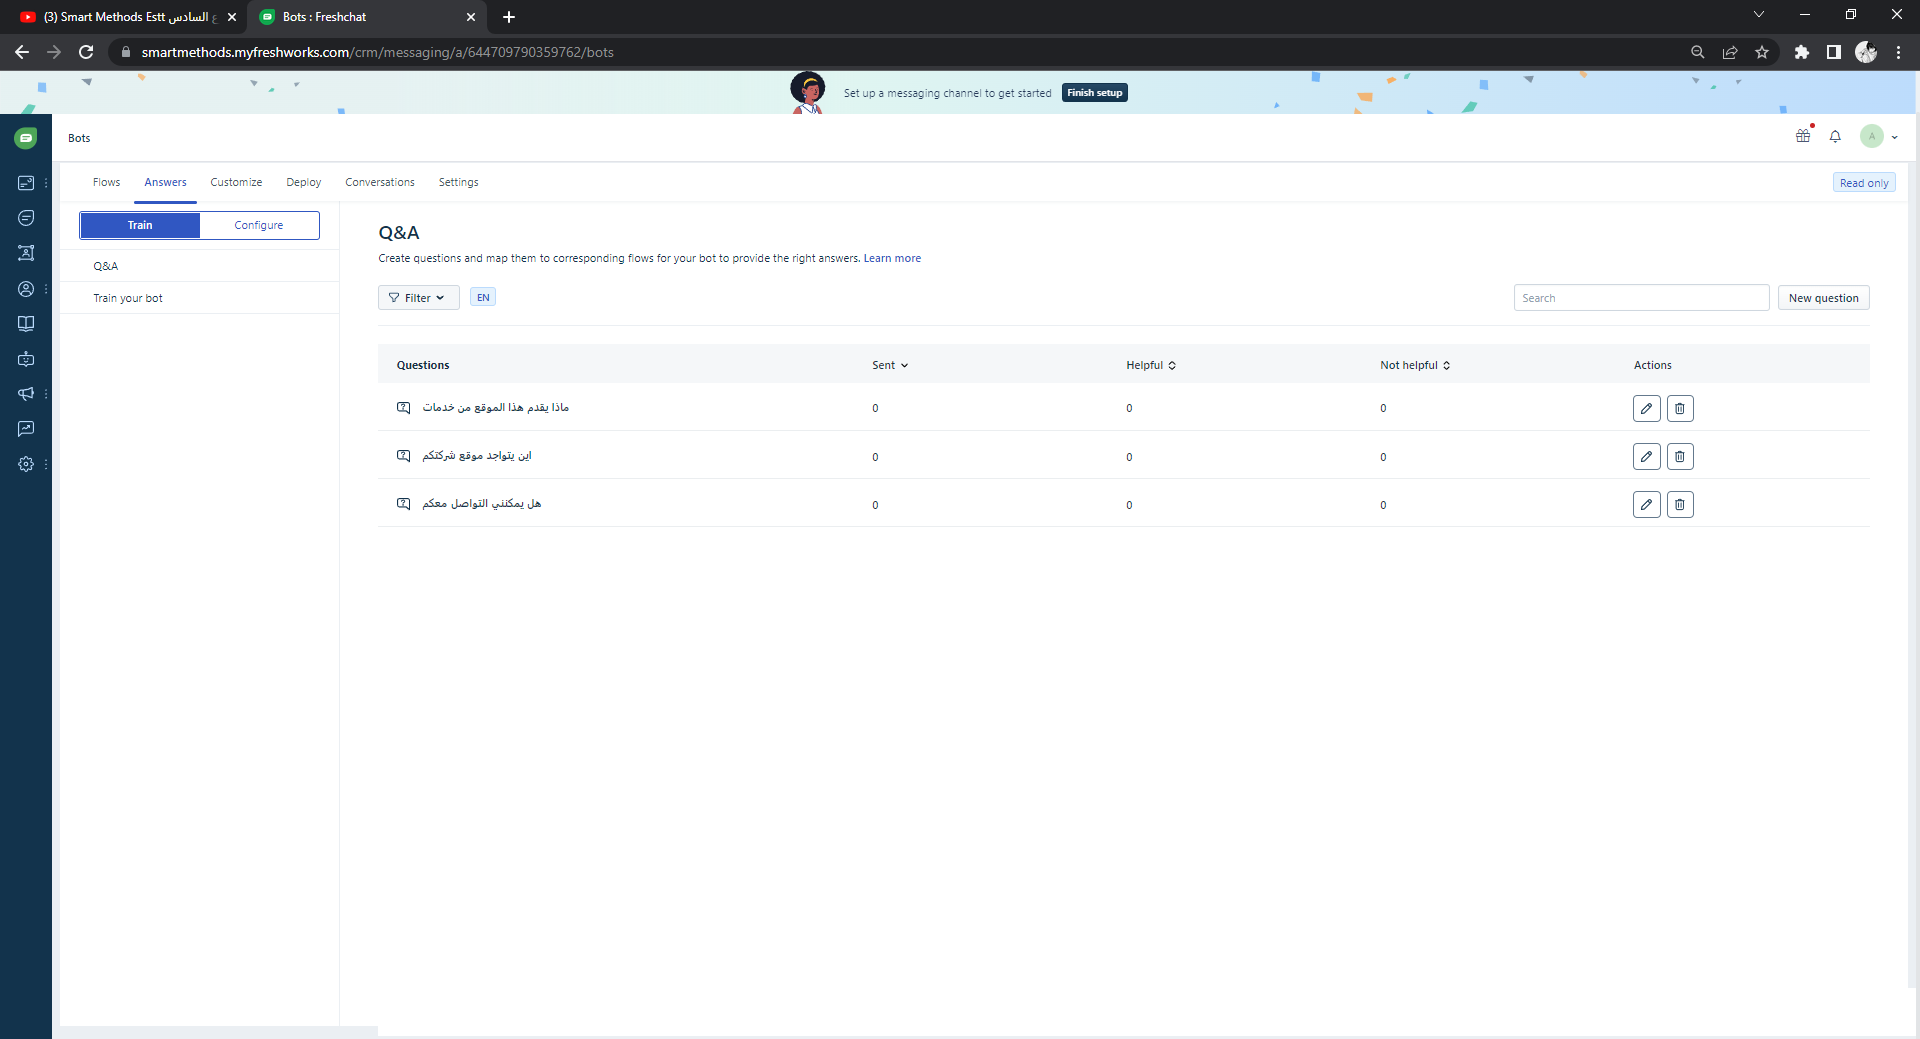 (3) Smart Methods Estt ع السادس
Bots : Freshchat
smartmethods.myfreshworks.com/crm/messaging/a/644709790359762/bots
Set up a messaging channel to get started
Finish setup
Bots
A
Flows
Answers
Customize
Deploy
Conversations
Settings
Read only
Train
Configure
Q&A
Train your bot
Q&A
Create questions and map them to corresponding flows for your bot to provide the right answers. Learn more
Filter
EN
Search
New question
Questions
Sent
Helpful
Not helpful
Actions
ماذا يقدم هذا الموقع من خدمات
0
0
0
اين يتواجد موقع شركتكم
0
0
0
هل يمكنني التواصل معكم
0
0
0